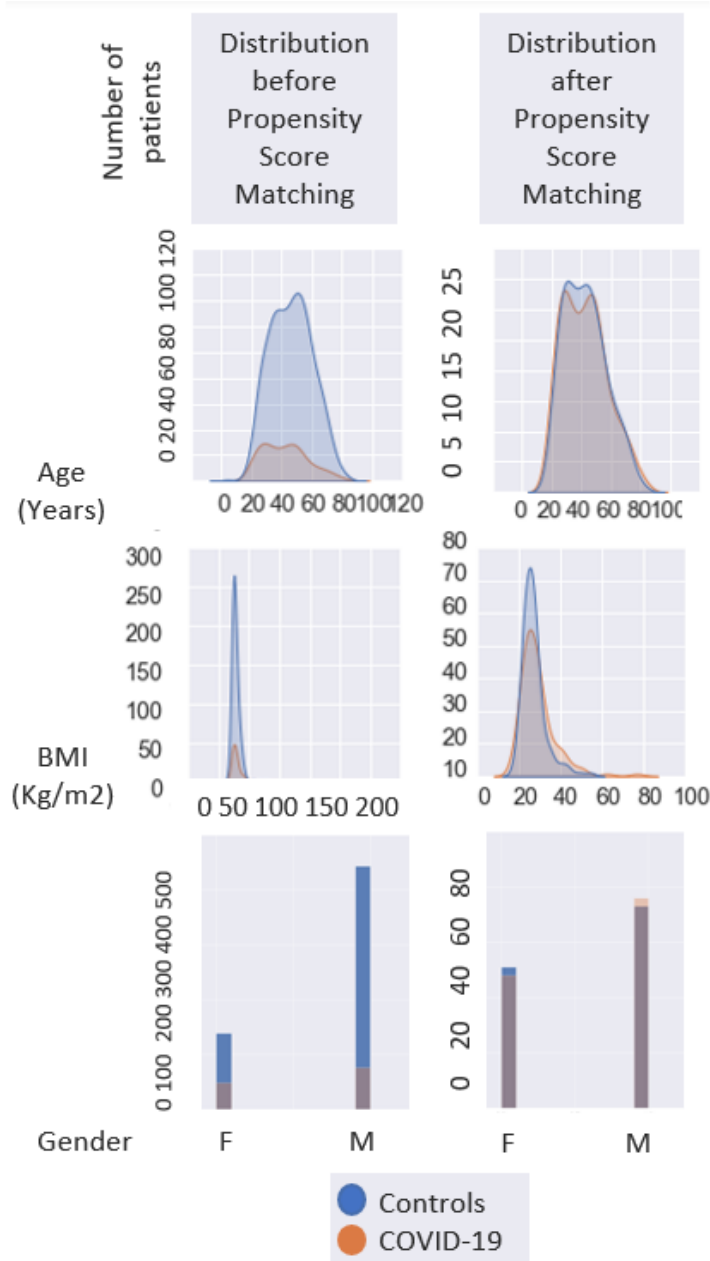 Number of
patients
Distribution
before
Propensity
Score
Matching
Distribution
after
Propensity
Score
Matching
0 20 40 60 80 100 120
0 5 10 15 20 25
Age
(Years)
0 20 40 60 80100120
0 20 40 60 80100
300
250
200
150
100
50
0
80
70
60
50
40
30
20
10
BMI
(Kg/m2)
0 50 100 150 200
0 20 40 60 80 100
0 100 200 300 400 500
0 20 40 60 80
Gender
F
M
F
M
Controls
COVID-19